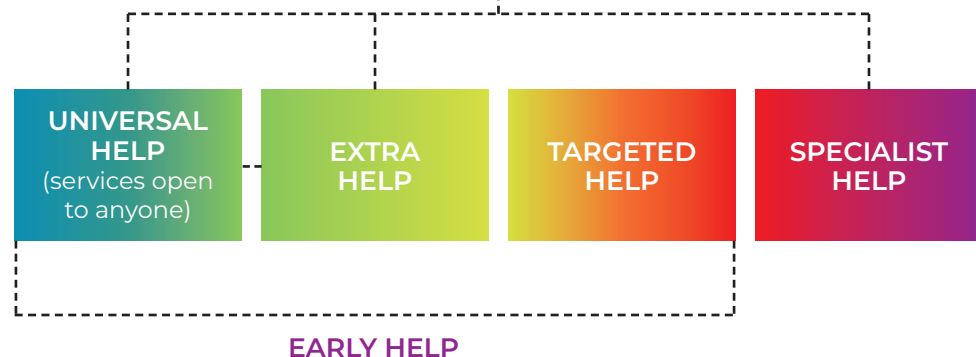 UNIVERSAL
HELP
(services open
to anyone)
EXTRA
HELP
TARGETED
HELP
SPECIALIST
HELP
EARLY HELP